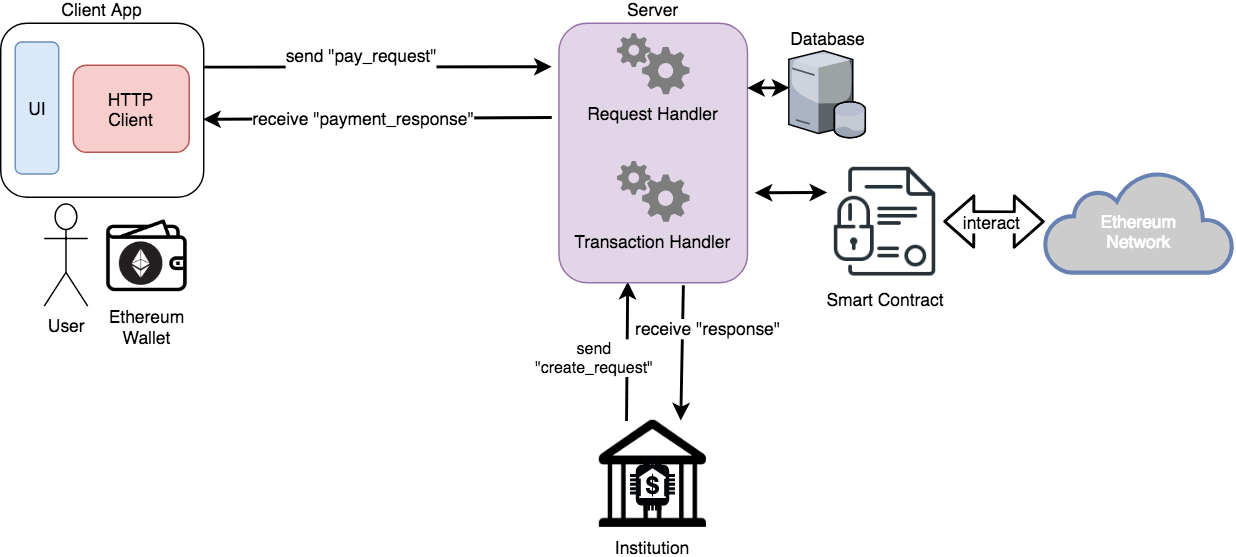 Client App
Server
UI
HTTP
Client
send "pay_request"
receive "payment_response"
Request Handler
Transaction Handler
Database
Smart Contract
interact
Ethereum
Network
User
Ethereum
Wallet
receive "response"
send
"create_request"
$
Institution